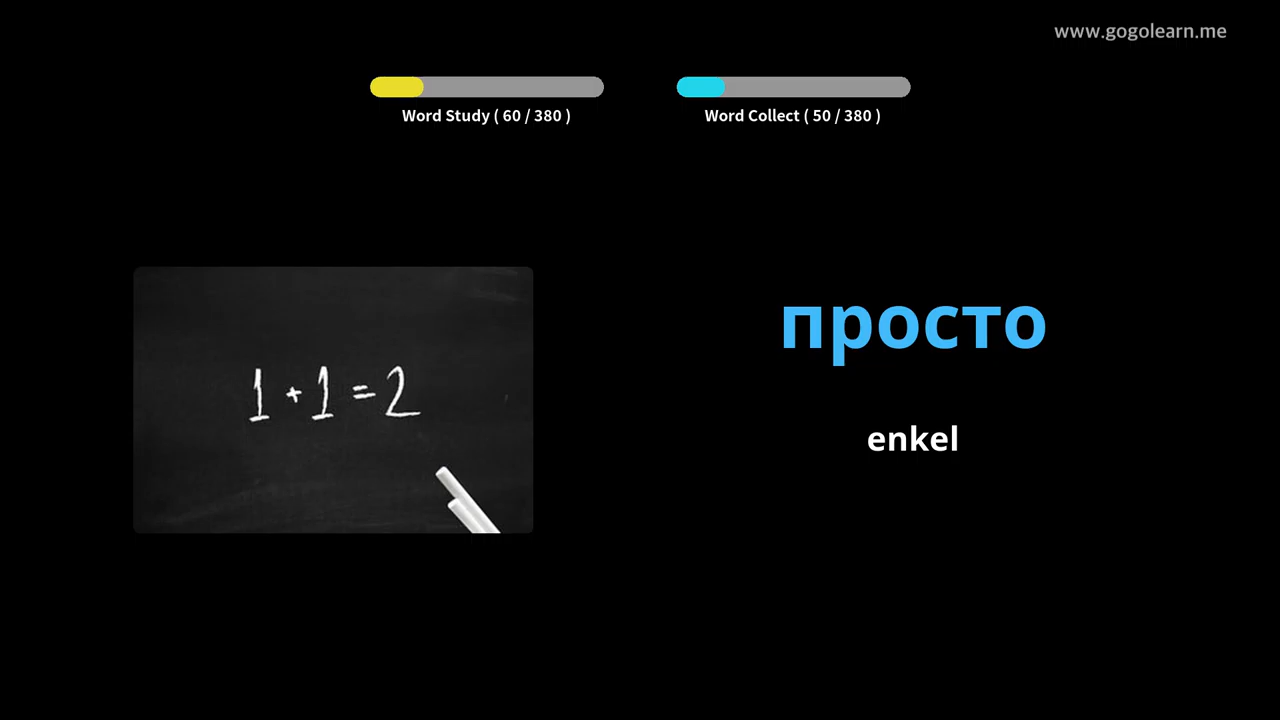 www.gogolearn.me
Word Study ( 60 / 380 )
Word Collect ( 50 / 380 )
1 + 1 = 2
просто
enkel